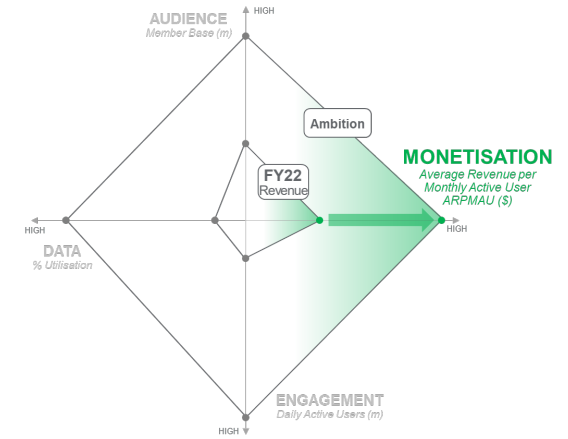 AUDIENCE
Member Base (m)
HIGH
Ambition
MONETISATION
Average Revenue per
Monthly Active User
ARPMAU ($)
FY22
Revenue
HIGH
HIGH
DATA
% Utilisation
ENGAGEMENT
Daily Active Users (m)
HIGH